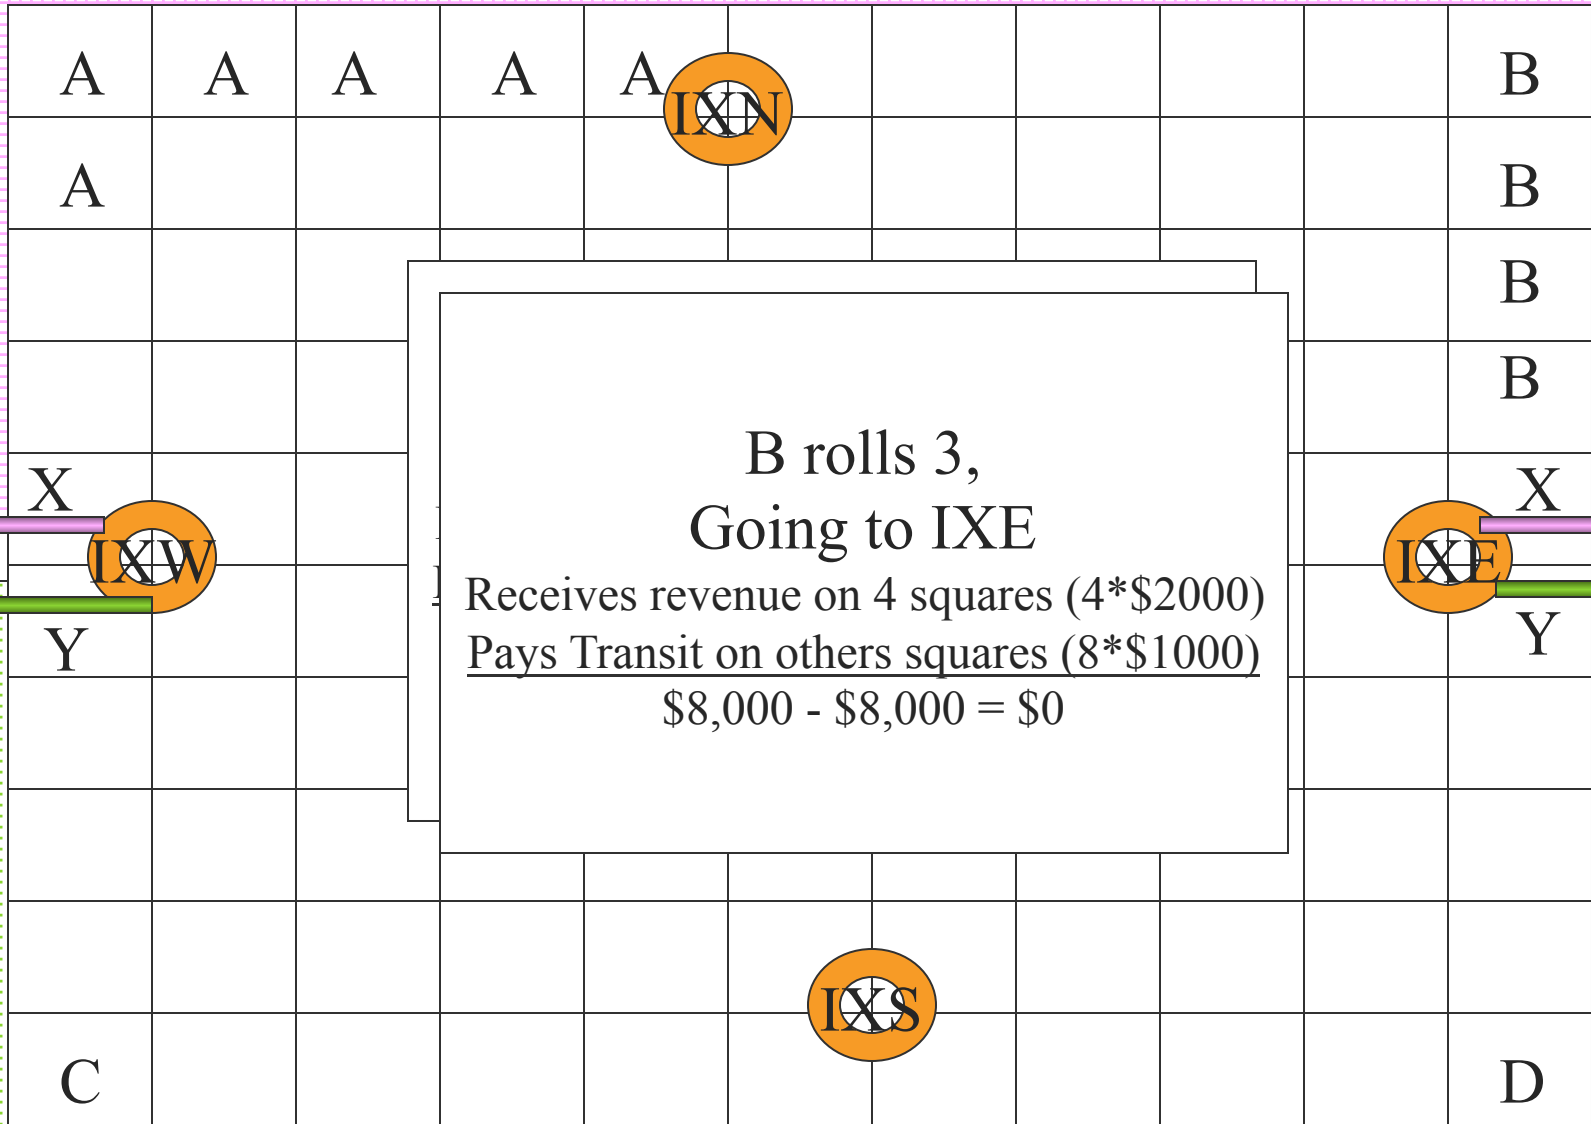 A A A A A IXN B
A B
B
B
B rolls 3,
X X
Going to IXE
IXW IXE
Receives revenue on 4 squares (4*$2000)
Y Y
Pays Transit on others squares (8*$1000)
$8,000 - $8,000 = $0
IXS
C D